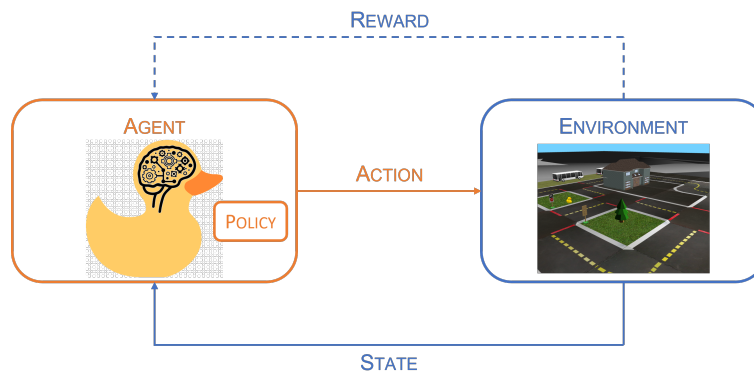 REWARD
AGENT
ENVIRONMENT
ACTION
POLICY
STATE